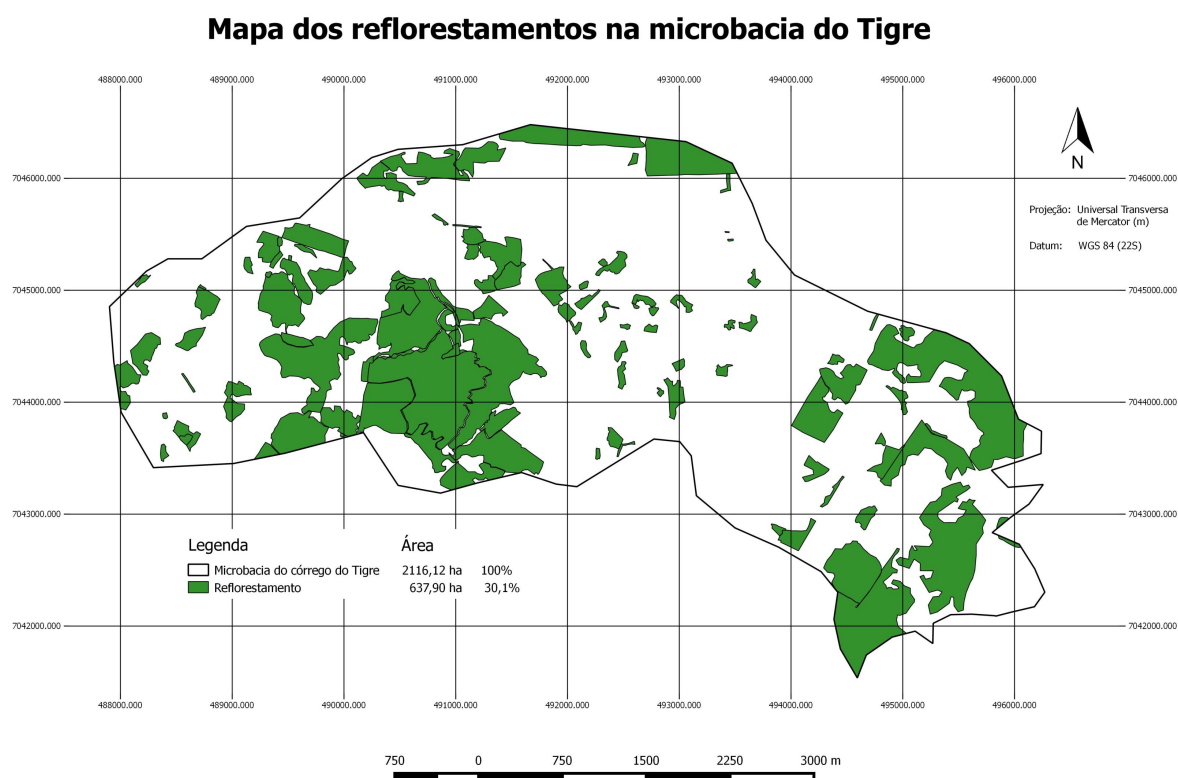 Mapa dos reflorestamentos na microbacia do Tigre
488000.000 489000.000 490000.000 491000.000 492000.000 493000.000 494000.000 495000.000 496000.000
N
7046000.000 7046000.000
Projeção: Universal Transversa
de Mercator (m)
Datum: WGS 84 (22S)
7045000.000 7045000.000
7044000.000 7044000.000
7043000.000 7043000.000
Legenda Área
Microbacia do córrego do Tigre 2116,12 ha 100%
Reflorestamento 637,90 ha 30,1%
7042000.000 7042000.000
488000.000 489000.000 490000.000 491000.000 492000.000 493000.000 494000.000 495000.000 496000.000
750 0 750 1500 2250 3000 m